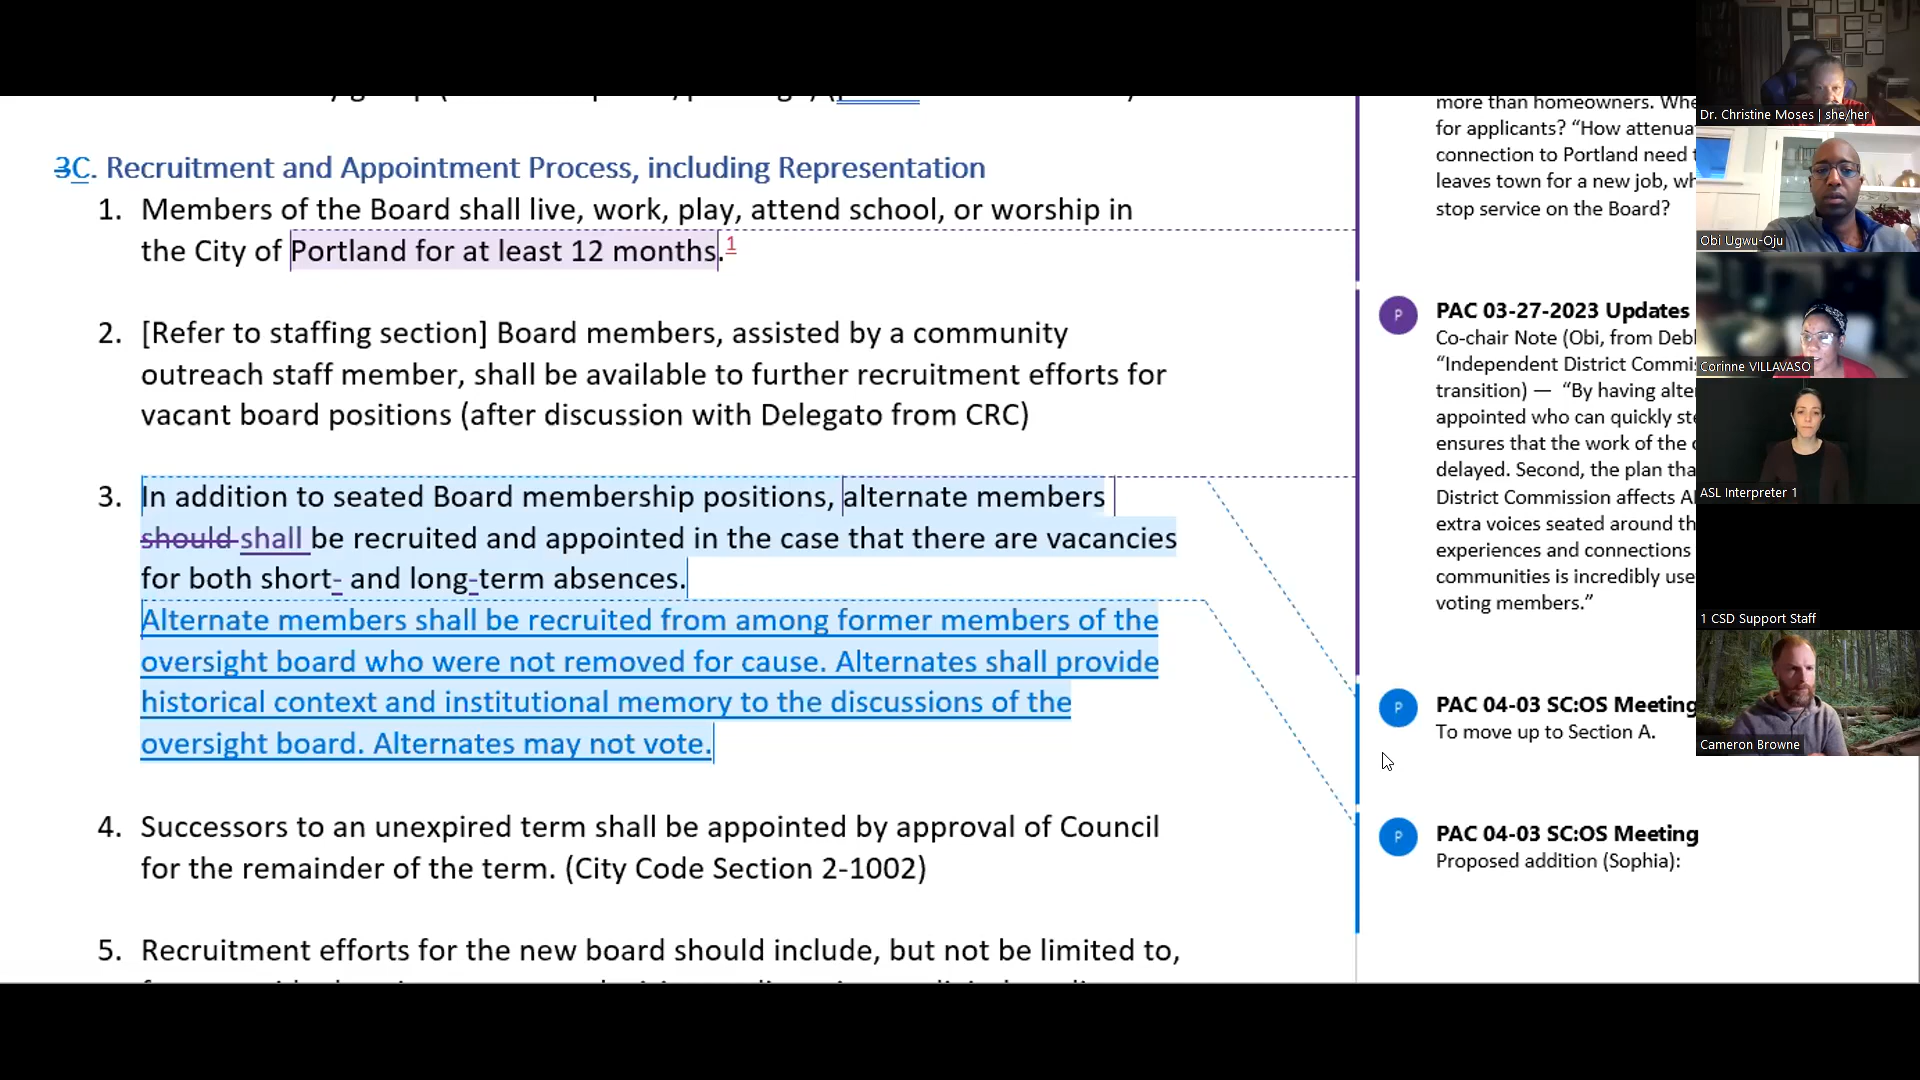 3C. Recruitment and Appointment Process, including Representation
1. Members of the Board shall live, work, play, attend school, or worship in
the City of Portland for at least 12 months.1
2. [Refer to staffing section] Board members, assisted by a community
outreach staff member, shall be available to further recruitment efforts for
vacant board positions (after discussion with Delegato from CRC)
3. In addition to seated Board membership positions, alternate members
should shall be recruited and appointed in the case that there are vacancies
for both short- and long-term absences.
Alternate members shall be recruited from among former members of the
oversight board who were not removed for cause. Alternates shall provide
historical context and institutional memory to the discussions of the
oversight board. Alternates may not vote.
4. Successors to an unexpired term shall be appointed by approval of Council
for the remainder of the term. (City Code Section 2-1002)
5. Recruitment efforts for the new board should include, but not be limited to,
more than homeowners. Whe
for applicants? “How attenua
connection to Portland need
leaves town for a new job, wh
stop service on the Board?
P
PAC 03-27-2023 Updates
Co-chair Note (Obi, from Deb
“Independent District Commi
transition) — “By having alte
appointed who can quickly st
ensures that the work of the
delayed. Second, the plan tha
District Commission affects A
extra voices seated around th
experiences and connections
communities is incredibly use
voting members.”
P
PAC 04-03 SC:OS Meeting
To move up to Section A.
P
PAC 04-03 SC:OS Meeting
Proposed addition (Sophia):
Dr. Christine Moses | she/her
Obi Ugwu-Oju
Corinne VILLAVASO
ASL Interpreter 1
1 CSD Support Staff
Cameron Browne